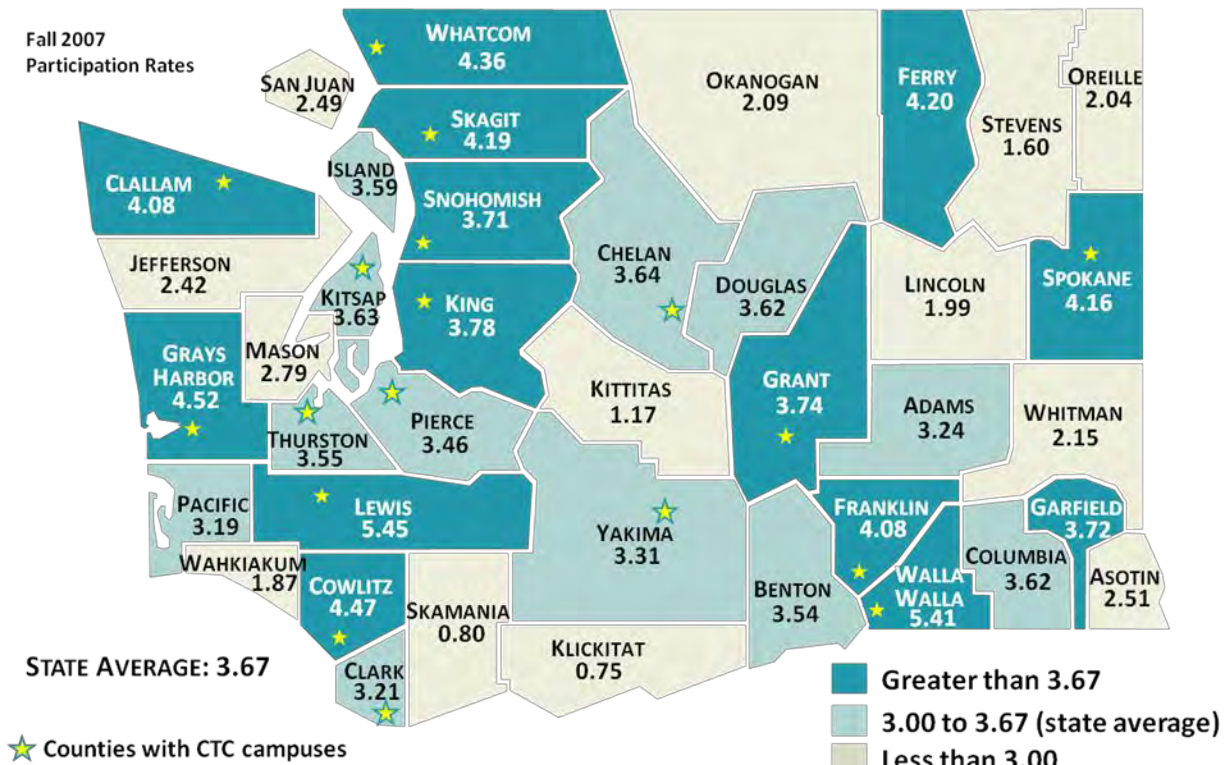 Fall 2007
Participation Rates
WHATCOM
4.36
SAN JUAN
2.49
SKAGIT
4.19
OKANOGAN
2.09
FERRY
4.20
STEVENS
1.60
OREILLE
2.04
CLALLAM
4.08
ISLAND
3.59
SNOHOMISH
3.71
JEFFERSON
2.42
KITSAP
3.63
KING
3.78
CHELAN
3.64
DOUGLAS
3.62
LINCOLN
1.99
SPOKANE
4.16
GRAYS
HARBOR
4.52
MASON
2.79
THURSTON
3.55
PIERCE
3.46
KITTITAS
1.17
GRANT
3.74
ADAMS
3.24
WHITMAN
2.15
PACIFIC
3.19
LEWIS
5.45
YAKIMA
3.31
FRANKLIN
4.08
GARFIELD
3.72
WAHKIAKUM
1.87
COWLITZ
4.47
SKAMANIA
0.80
BENTON
3.54
WALLA
WALLA
5.41
COLUMBIA
3.62
ASOTIN
2.51
KLICKITAT
0.75
CLARK
3.21
STATE AVERAGE: 3.67
Counties with CTC campuses
Greater than 3.67
3.00 to 3.67 (state average)
Less than 3.00